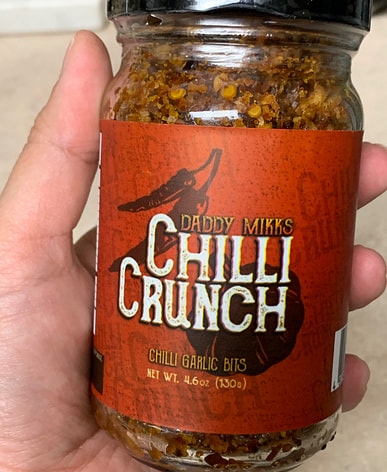 DADDY MIKKS
CHILLI
CRUNCH
CHILLI GARLIC BITS
NET WT. 4.6OZ (130G)